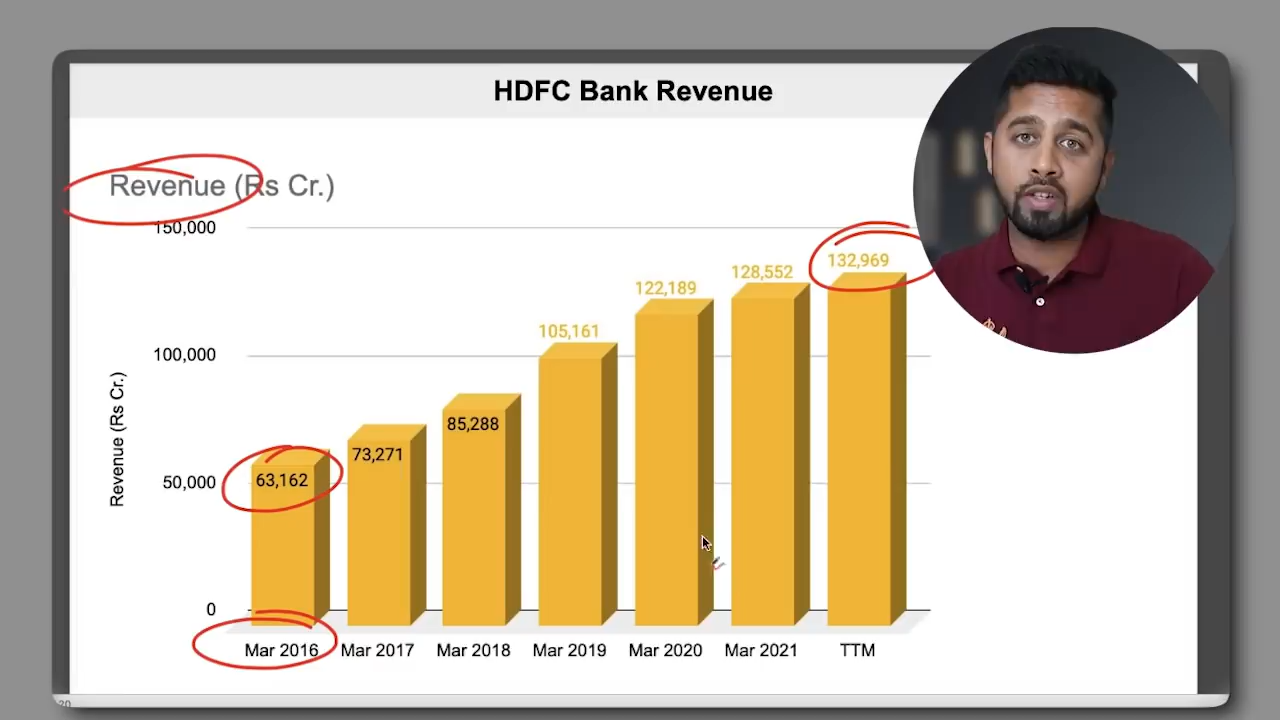 HDFC Bank Revenue
Revenue (Rs Cr.)
150,000
100,000
50,000
0
Revenue (Rs Cr.)
63,162
73,271
85,288
105,161
122,189
128,552
132,969
Mar 2016
Mar 2017
Mar 2018
Mar 2019
Mar 2020
Mar 2021
TTM
20